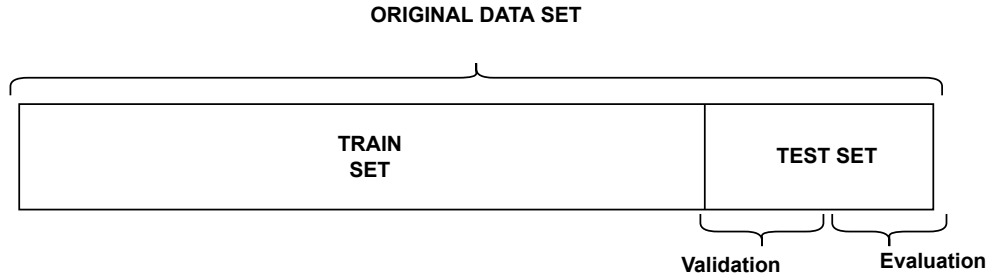 ORIGINAL DATA SET
TRAIN
SET
TEST SET
Validation
Evaluation